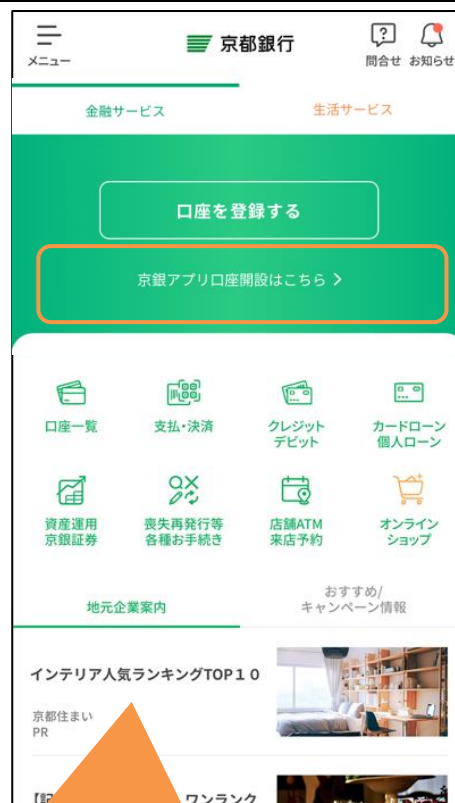 メニュー
京都銀行
問合せ お知らせ
金融サービス
生活サービス
口座を登録する
京銀アプリ口座開設はこちら >
口座一覧
支払・決済
クレジット
デビット
カードローン
個人ローン
資産運用
京銀証券
喪失再発行等
各種お手続き
店舗ATM
来店予約
オンライン
ショップ
地元企業案内
おすすめ/
キャンペーン情報
インテリア人気ランキングTOP１０
京都住まい
PR
ワンランク